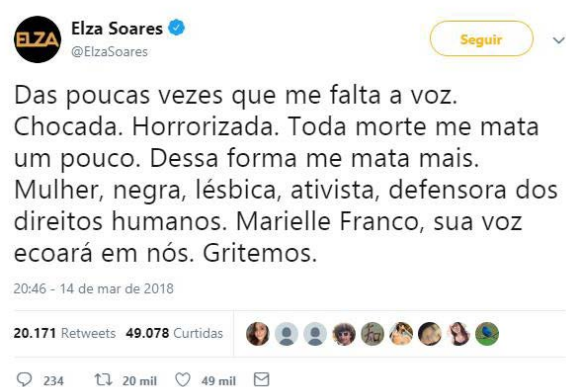 ELZA
Elza Soares
@ElzaSoares
Seguir
Das poucas vezes que me falta a voz.
Chocada. Horrorizada. Toda morte me mata
um pouco. Dessa forma me mata mais.
Mulher, negra, lésbica, ativista, defensora dos
direitos humanos. Marielle Franco, sua voz
ecoará em nós. Gritemos.
20:46 - 14 de mar de 2018
20.171 Retweets 49.078 Curtidas
234 20 mil 49 mil